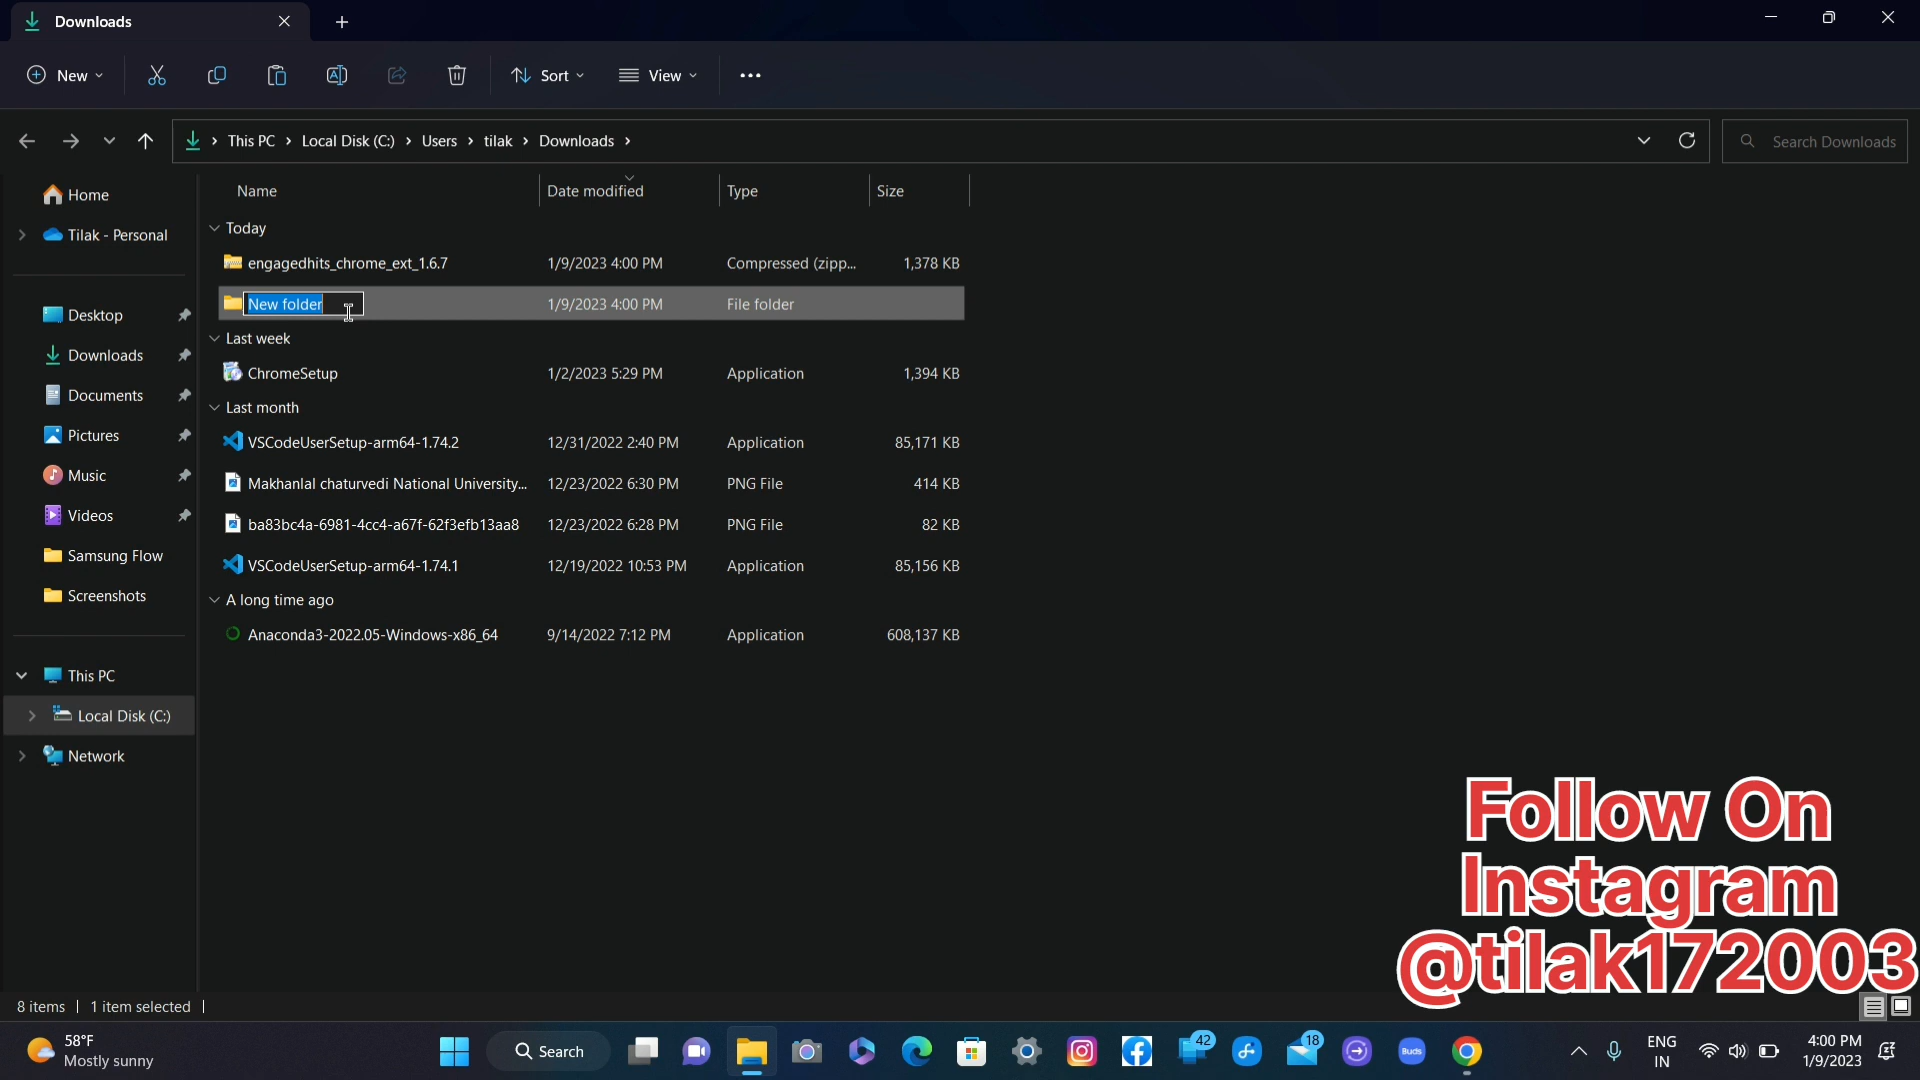 Downloads
New
Sort
View
This PC
Local Disk (C:)
Users
tilak
Downloads
Search Downloads
Home
Tilak - Personal
Desktop
Downloads
Documents
Pictures
Music
Videos
Samsung Flow
Screenshots
This PC
Local Disk (C:)
Network
Name Date modified Type Size
Today
engagedhits_chrome_ext_1.6.7 1/9/2023 4:00 PM Compressed (zipp... 1,378 KB
New folder 1/9/2023 4:00 PM File folder
Last week
ChromeSetup 1/2/2023 5:29 PM Application 1,394 KB
Last month
VSCodeUserSetup-arm64-1.74.2 12/31/2022 2:40 PM Application 85,171 KB
Makhanlal chaturvedi National University... 12/23/2022 6:30 PM PNG File 414 KB
ba83bc4a-6981-4cc4-a67f-62f3efb13aa8 12/23/2022 6:28 PM PNG File 82 KB
VSCodeUserSetup-arm64-1.74.1 12/19/2022 10:53 PM Application 85,156 KB
A long time ago
Anaconda3-2022.05-Windows-x86_64 9/14/2022 7:12 PM Application 608,137 KB
Follow On
Instagram
@tilak172003
8 items 1 item selected
58°F
Mostly sunny
Search
42
18
Buds
ENG
IN
4:00 PM
1/9/2023